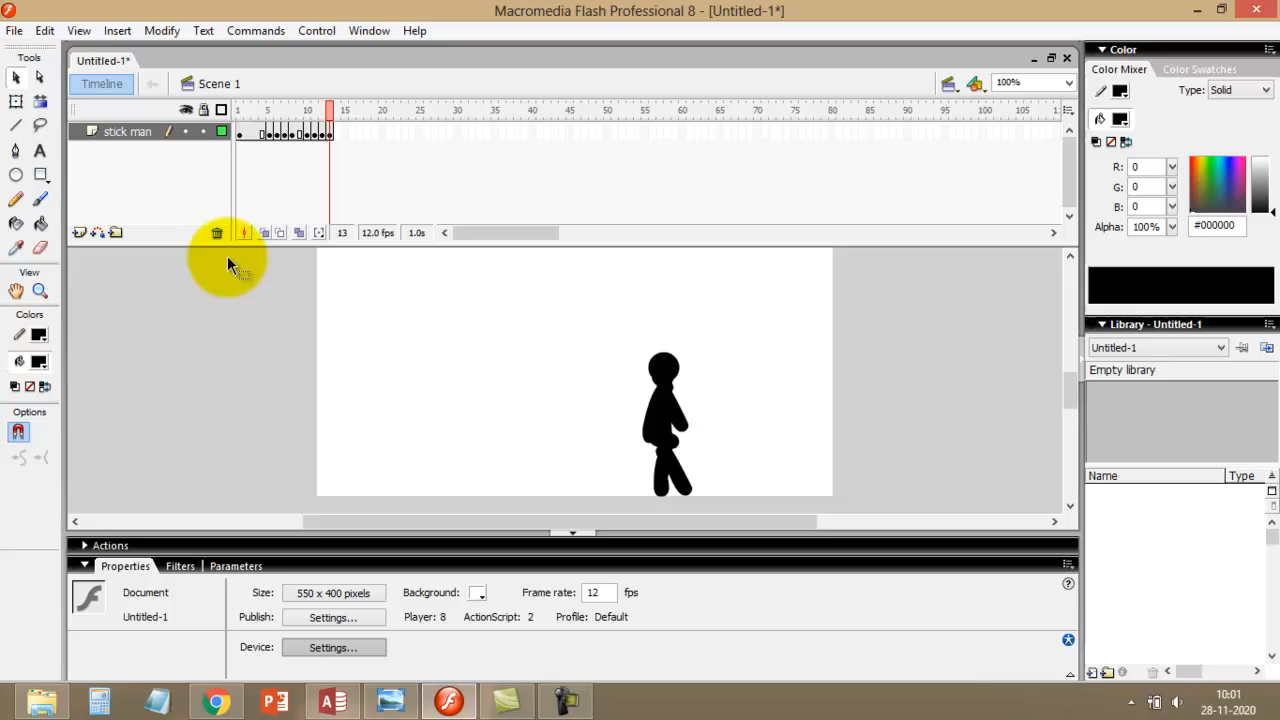 Macromedia Flash Professional 8 - [Untitled-1*]
File Edit View Insert Modify Text Commands Control Window Help
Tools
Untitled-1*
Timeline
Scene 1
100%
1 5 10 15 20 25 30 35 40 45 50 55 60 65 70 75 80 85 90 95 100 105 110 115 1:
stick man
13 12.0 fps 1.0s
View
Colors
Options
Color
Color Mixer Color Swatches
Type: Solid
R: 0
G: 0
B: 0
Alpha: 100% #000000
Library - Untitled-1
Untitled-1
Empty library
Name Type
Actions
Properties Filters Parameters
Document
Untitled-1
Size: 550 x 400 pixels Background: Frame rate: 12 fps
Publish: Settings... Player: 8 ActionScript: 2 Profile: Default
Device: Settings...
10:01
28-11-2020